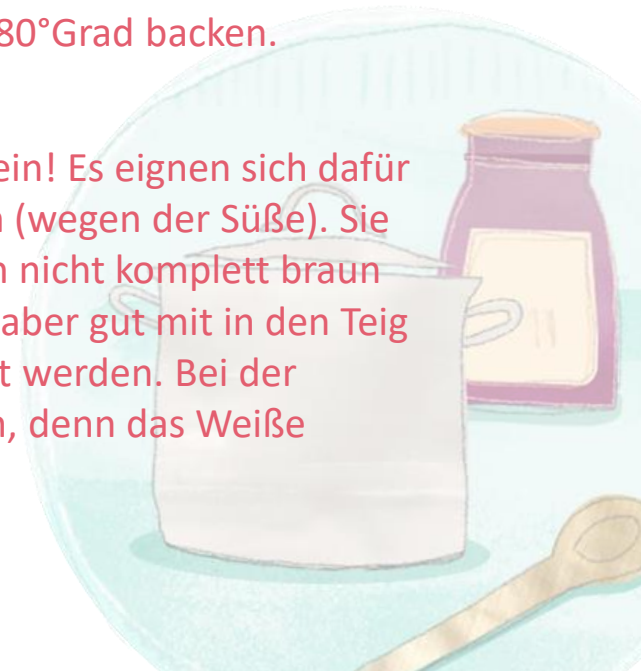 80°Grad backen.
ein! Es eignen sich dafür
n (wegen der Süße). Sie
n nicht komplett braun
aber gut mit in den Teig
t werden. Bei der
n, denn das Weiße